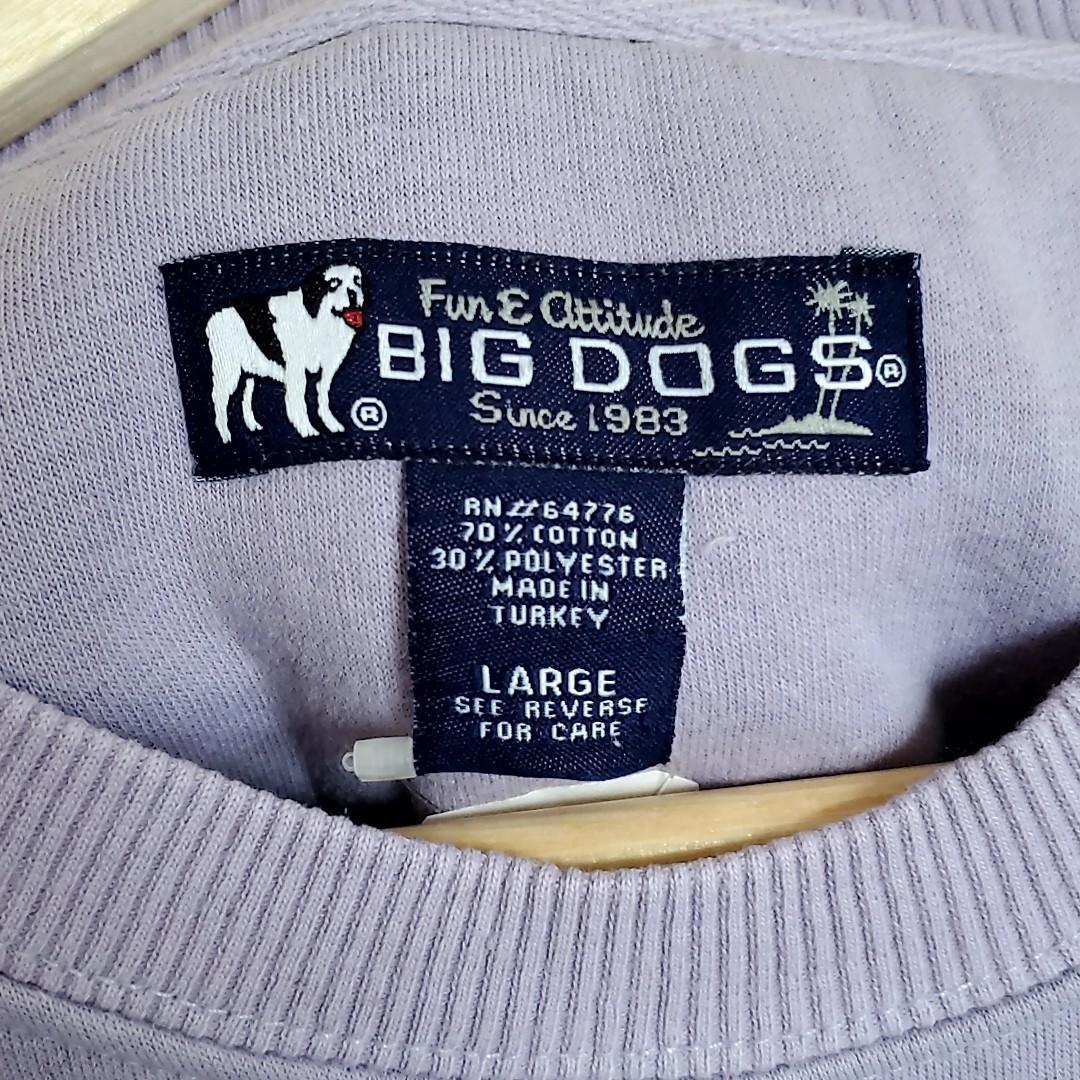 Fun & Attitude
BIG DOGS®
Since 1983
®
RN#64776
70% COTTON
30% POLYESTER
MADE IN
TURKEY
LARGE
SEE REVERSE
FOR CARE